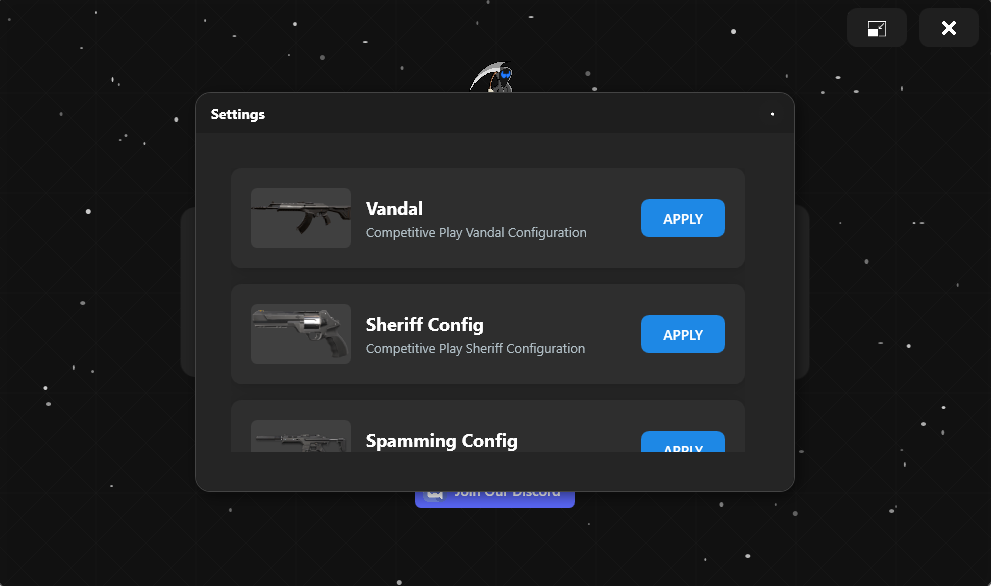 Settings
Vandal
Competitive Play Vandal Configuration
APPLY
Sheriff Config
Competitive Play Sheriff Configuration
APPLY
Spamming Config
APPLY
Join Our Discord